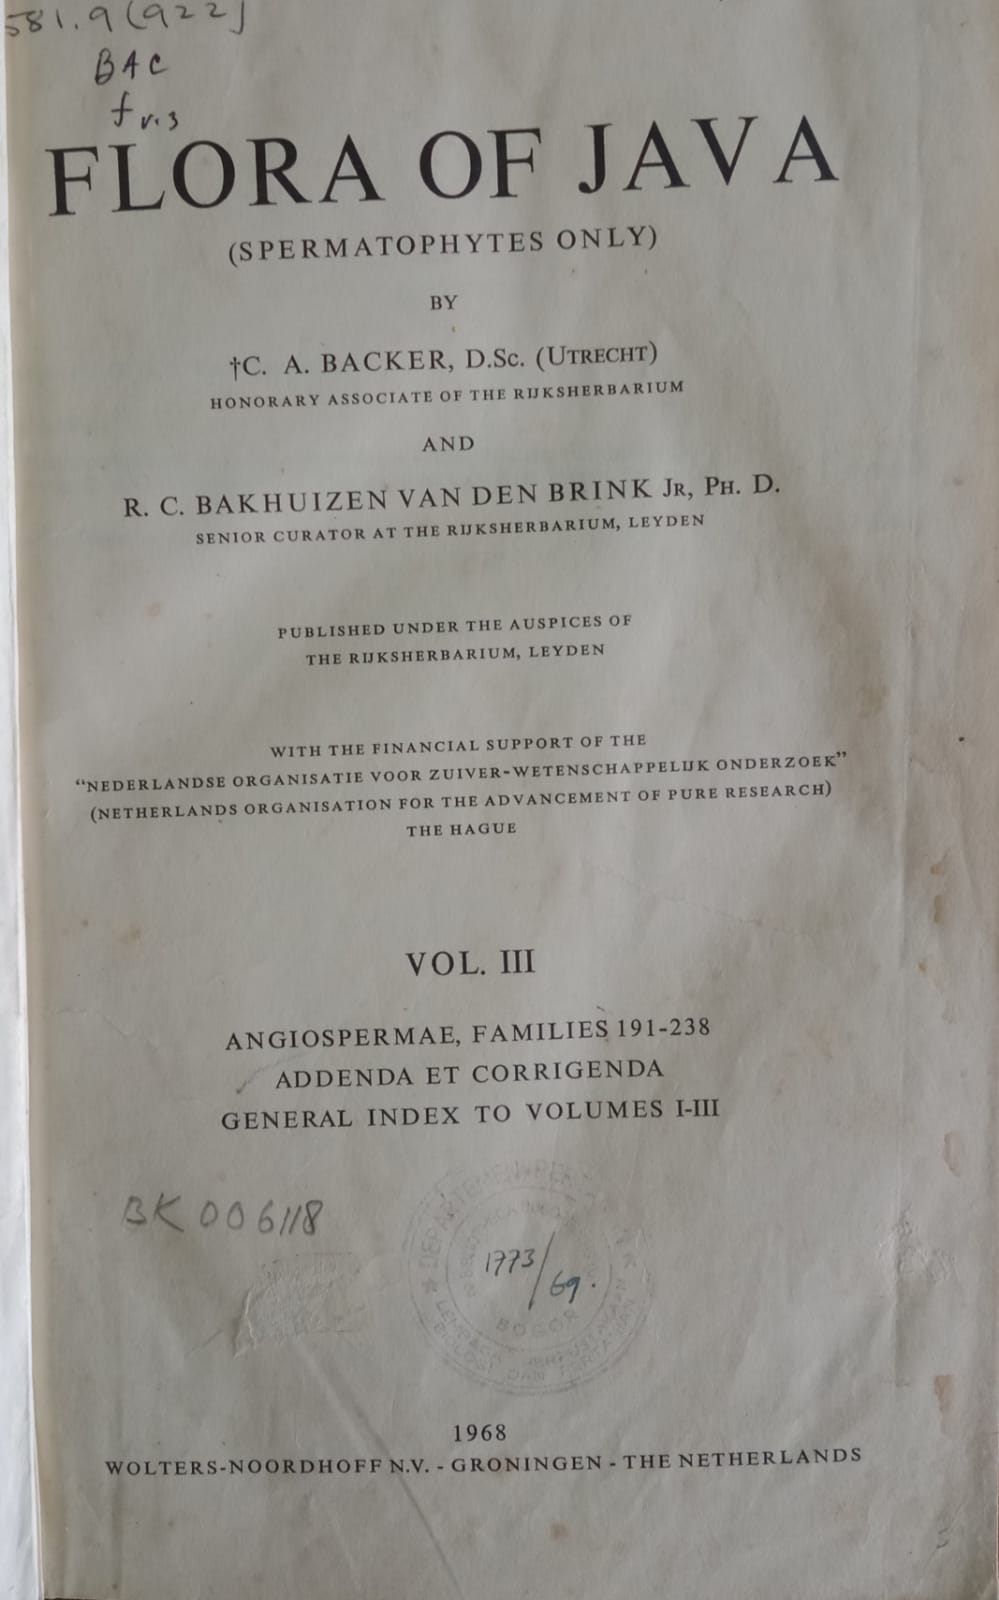 581.9(922)
BAC
f v.3
FLORA OF JAVA
(SPERMATOPHYTES ONLY)
BY
†C. A. BACKER, D.Sc. (UTRECHT)
HONORARY ASSOCIATE OF THE RIJKSHERBARIUM
AND
R. C. BAKHUIZEN VAN DEN BRINK JR, PH. D.
SENIOR CURATOR AT THE RIJKSHERBARIUM, LEYDEN
PUBLISHED UNDER THE AUSPICES OF
THE RIJKSHERBARIUM, LEYDEN
WITH THE FINANCIAL SUPPORT OF THE
“NEDERLANDSE ORGANISATIE VOOR ZUIVER-WETENSCHAPPELIJK ONDERZOEK”
(NETHERLANDS ORGANISATION FOR THE ADVANCEMENT OF PURE RESEARCH)
THE HAGUE
VOL. III
ANGIOSPERMAE, FAMILIES 191-238
ADDENDA ET CORRIGENDA
GENERAL INDEX TO VOLUMES I-III
BK 006118
1773/69.
BOGOR
1968
WOLTERS-NOORDHOFF N.V. - GRONINGEN - THE NETHERLANDS